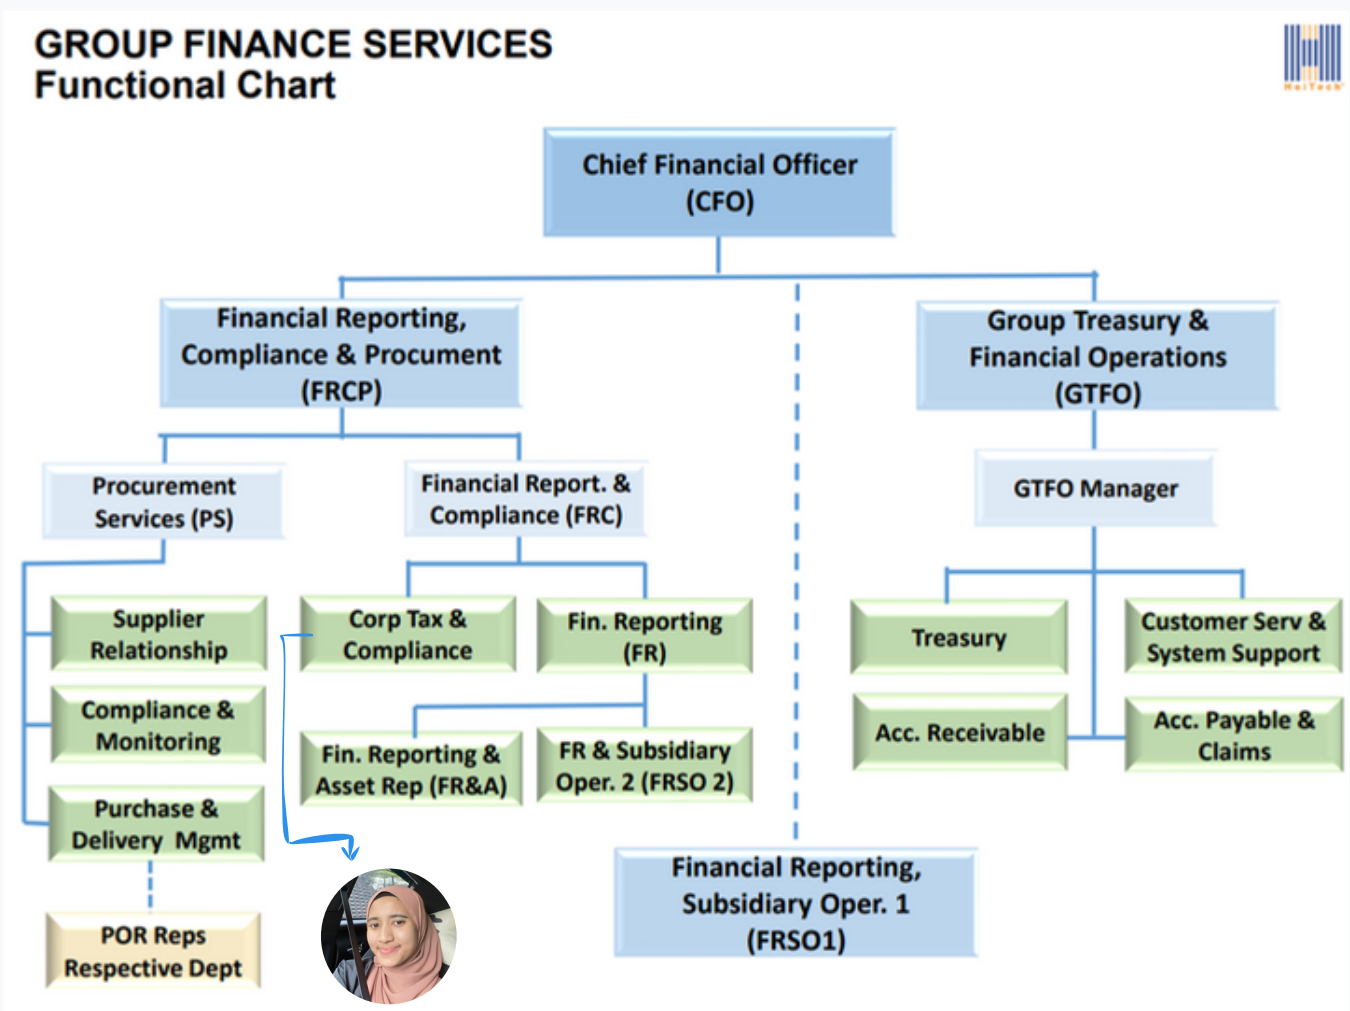 GROUP FINANCE SERVICES
Functional Chart
HeiTech
Chief Financial Officer
(CFO)
Financial Reporting,
Compliance & Procument
(FRCP)
Group Treasury &
Financial Operations
(GTFO)
Procurement
Services (PS)
Financial Report. &
Compliance (FRC)
GTFO Manager
Supplier
Relationship
Corp Tax &
Compliance
Fin. Reporting
(FR)
Treasury
Customer Serv &
System Support
Compliance &
Monitoring
Fin. Reporting &
Asset Rep (FR&A)
FR & Subsidiary
Oper. 2 (FRSO 2)
Acc. Receivable
Acc. Payable &
Claims
Purchase &
Delivery  Mgmt
Financial Reporting,
Subsidiary Oper. 1
(FRSO1)
POR Reps
Respective Dept